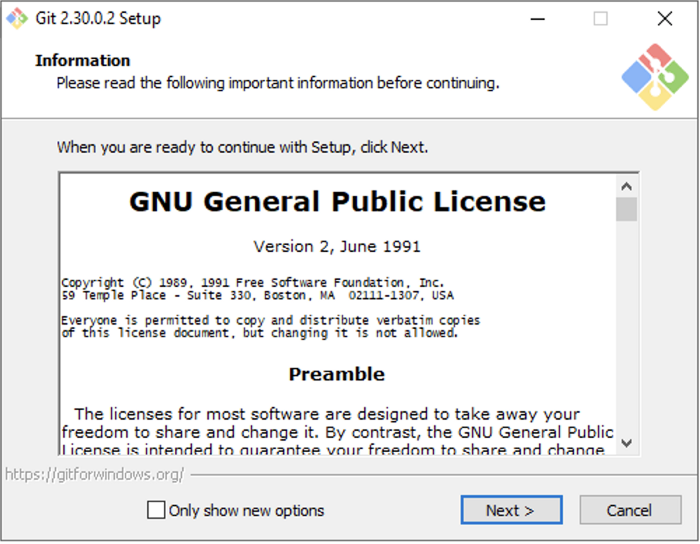 Git 2.30.0.2 Setup
Information
Please read the following important information before continuing.
When you are ready to continue with Setup, click Next.
GNU General Public License
Version 2, June 1991
Copyright (C) 1989, 1991 Free Software Foundation, Inc.
59 Temple Place - Suite 330, Boston, MA  02111-1307, USA
Everyone is permitted to copy and distribute verbatim copies
of this license document, but changing it is not allowed.
Preamble
The licenses for most software are designed to take away your
freedom to share and change it. By contrast, the GNU General Public
License is intended to guarantee your freedom to share and change
https://gitforwindows.org/
Only show new options
Next >
Cancel